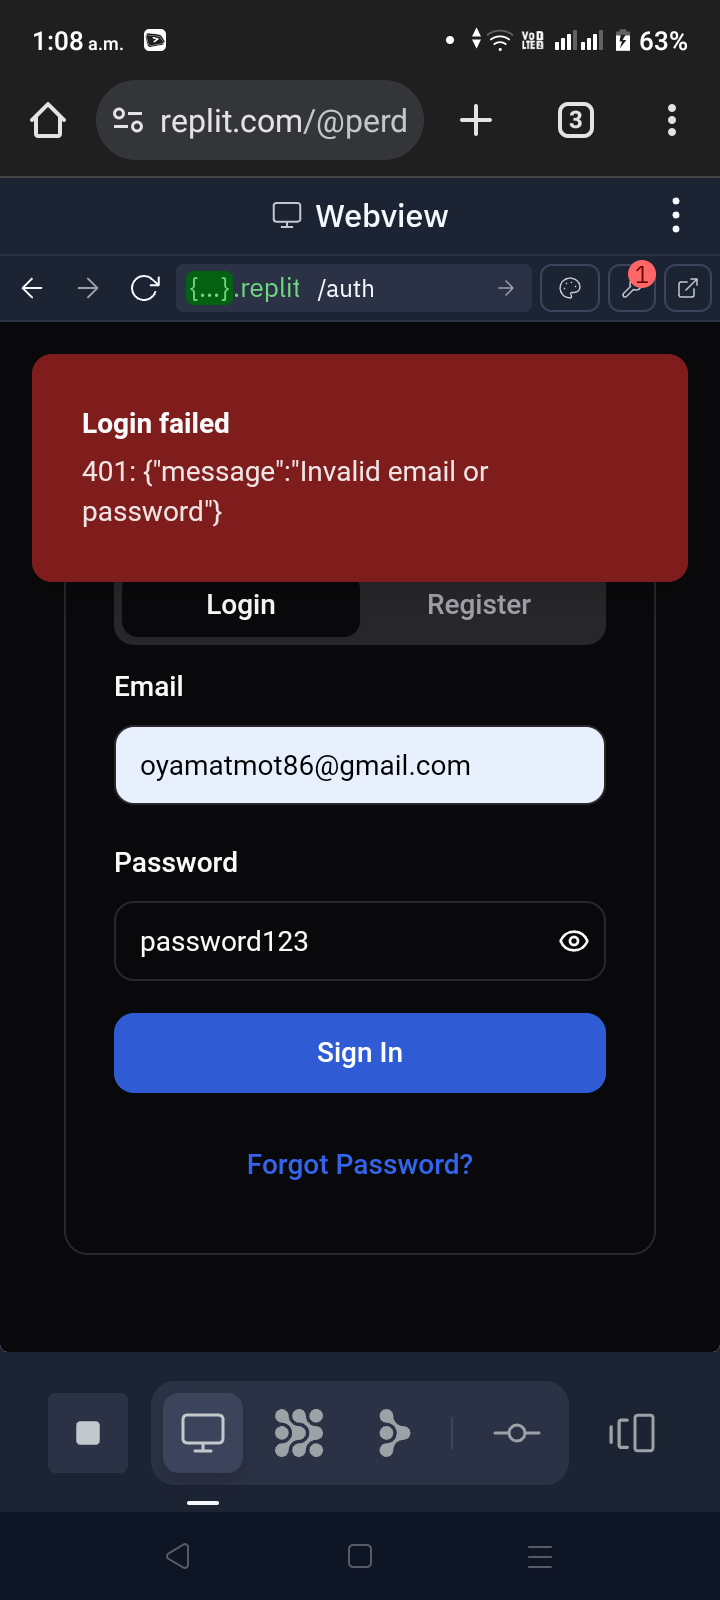 1:08 a.m.
VoD LTE2
63%
replit.com/@perd
3
Webview
{...}.replit /auth
1
Login failed
401: {"message":"Invalid email or
password"}
Login
Register
Email
oyamatmot86@gmail.com
Password
password123
Sign In
Forgot Password?